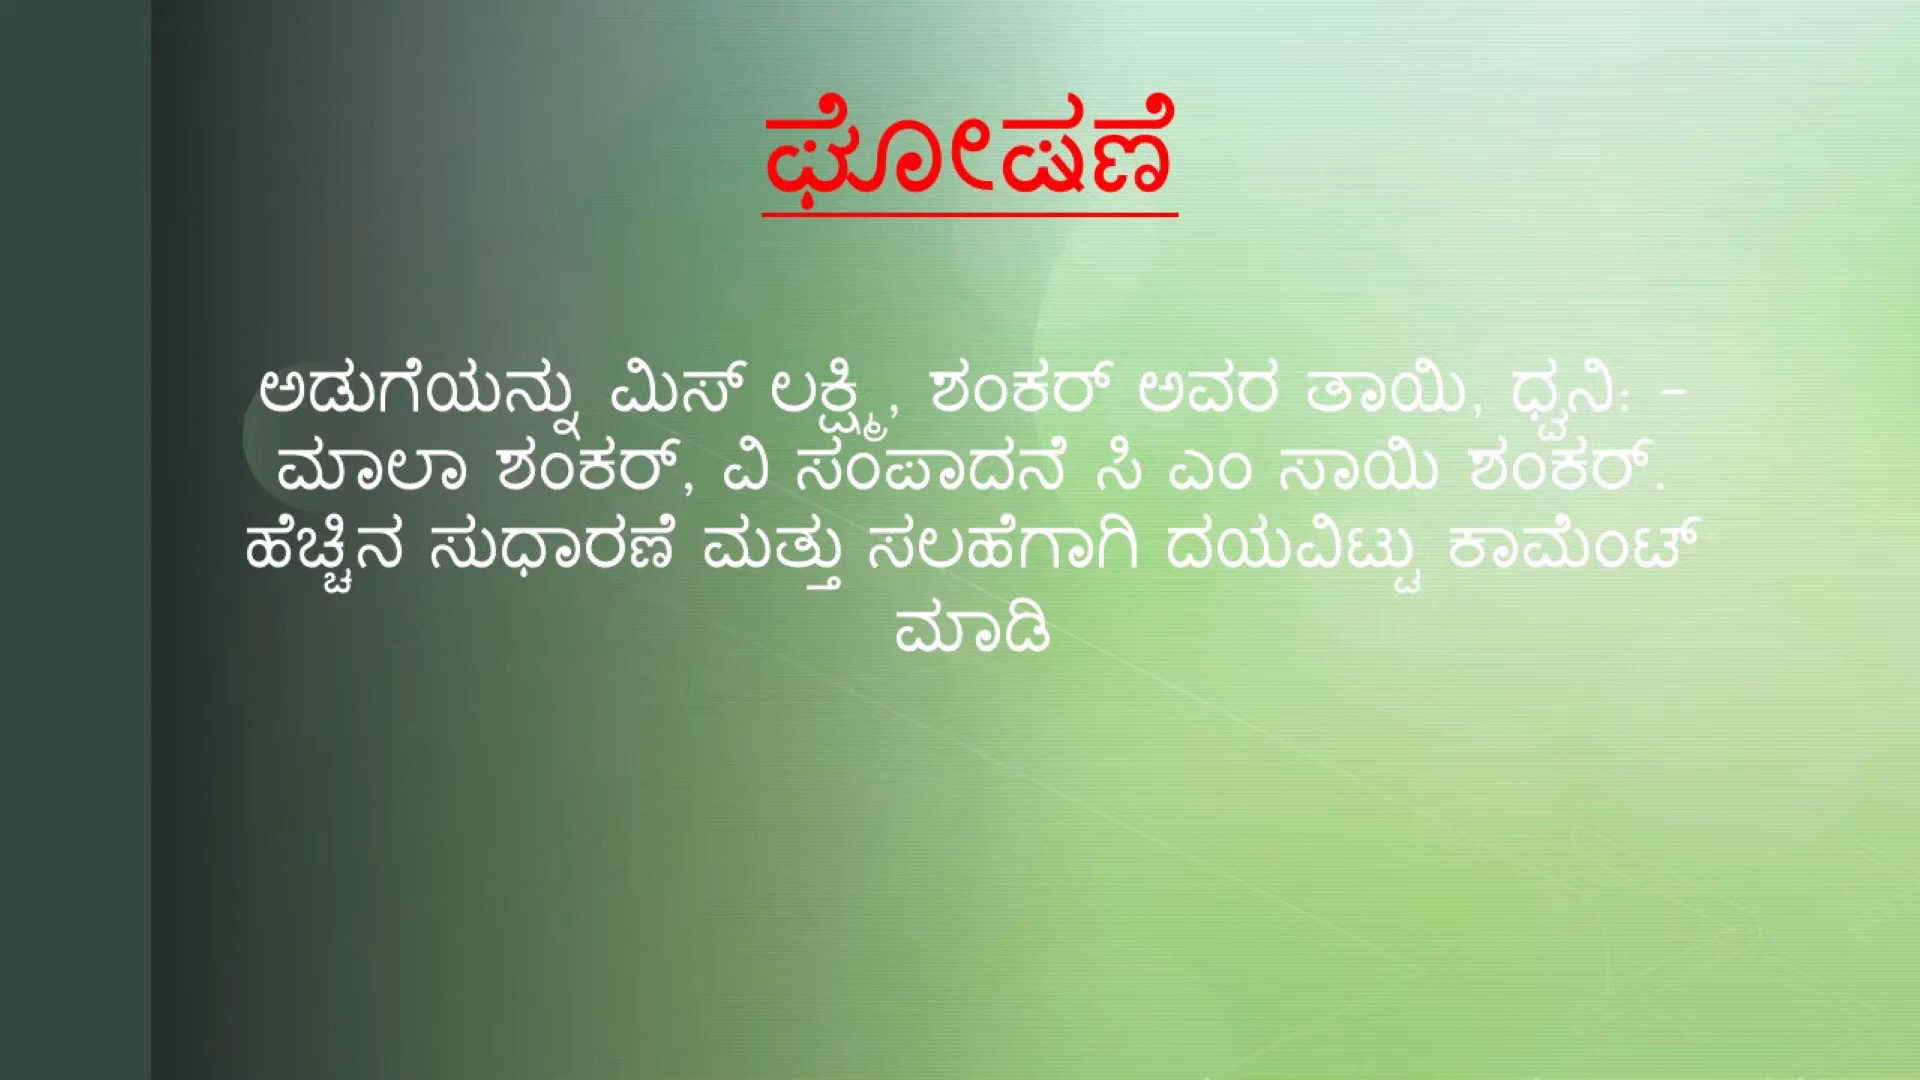 ಘೋಷಣೆ
ಅಡುಗೆಯನ್ನು ಮಿಸ್ ಲಕ್ಷ್ಮಿ, ಶಂಕರ್ ಅವರ ತಾಯಿ, ಧ್ವನಿ: -
ಮಾಲಾ ಶಂಕರ್, ವಿ ಸಂಪಾದನೆ ಸಿ ಎಂ ಸಾಯಿ ಶಂಕರ್.
ಹೆಚ್ಚಿನ ಸುಧಾರಣೆ ಮತ್ತು ಸಲಹೆಗಾಗಿ ದಯವಿಟ್ಟು ಕಾಮೆಂಟ್
ಮಾಡಿ